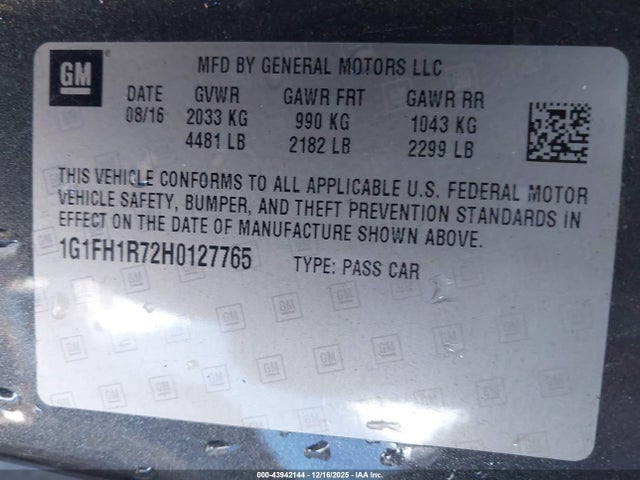 GM MFD BY GENERAL MOTORS LLC
DATE GVWR GAWR FRT GAWR RR
08/16 2033 KG 990 KG 1043 KG
4481 LB 2182 LB 2299 LB
THIS VEHICLE CONFORMS TO ALL APPLICABLE U.S. FEDERAL MOTOR
VEHICLE SAFETY, BUMPER, AND THEFT PREVENTION STANDARDS IN
EFFECT ON THE DATE OF MANUFACTURE SHOWN ABOVE.
1G1FH1R72H0127765 TYPE: PASS CAR
000-43942144 - 12/16/2025 - IAA Inc.